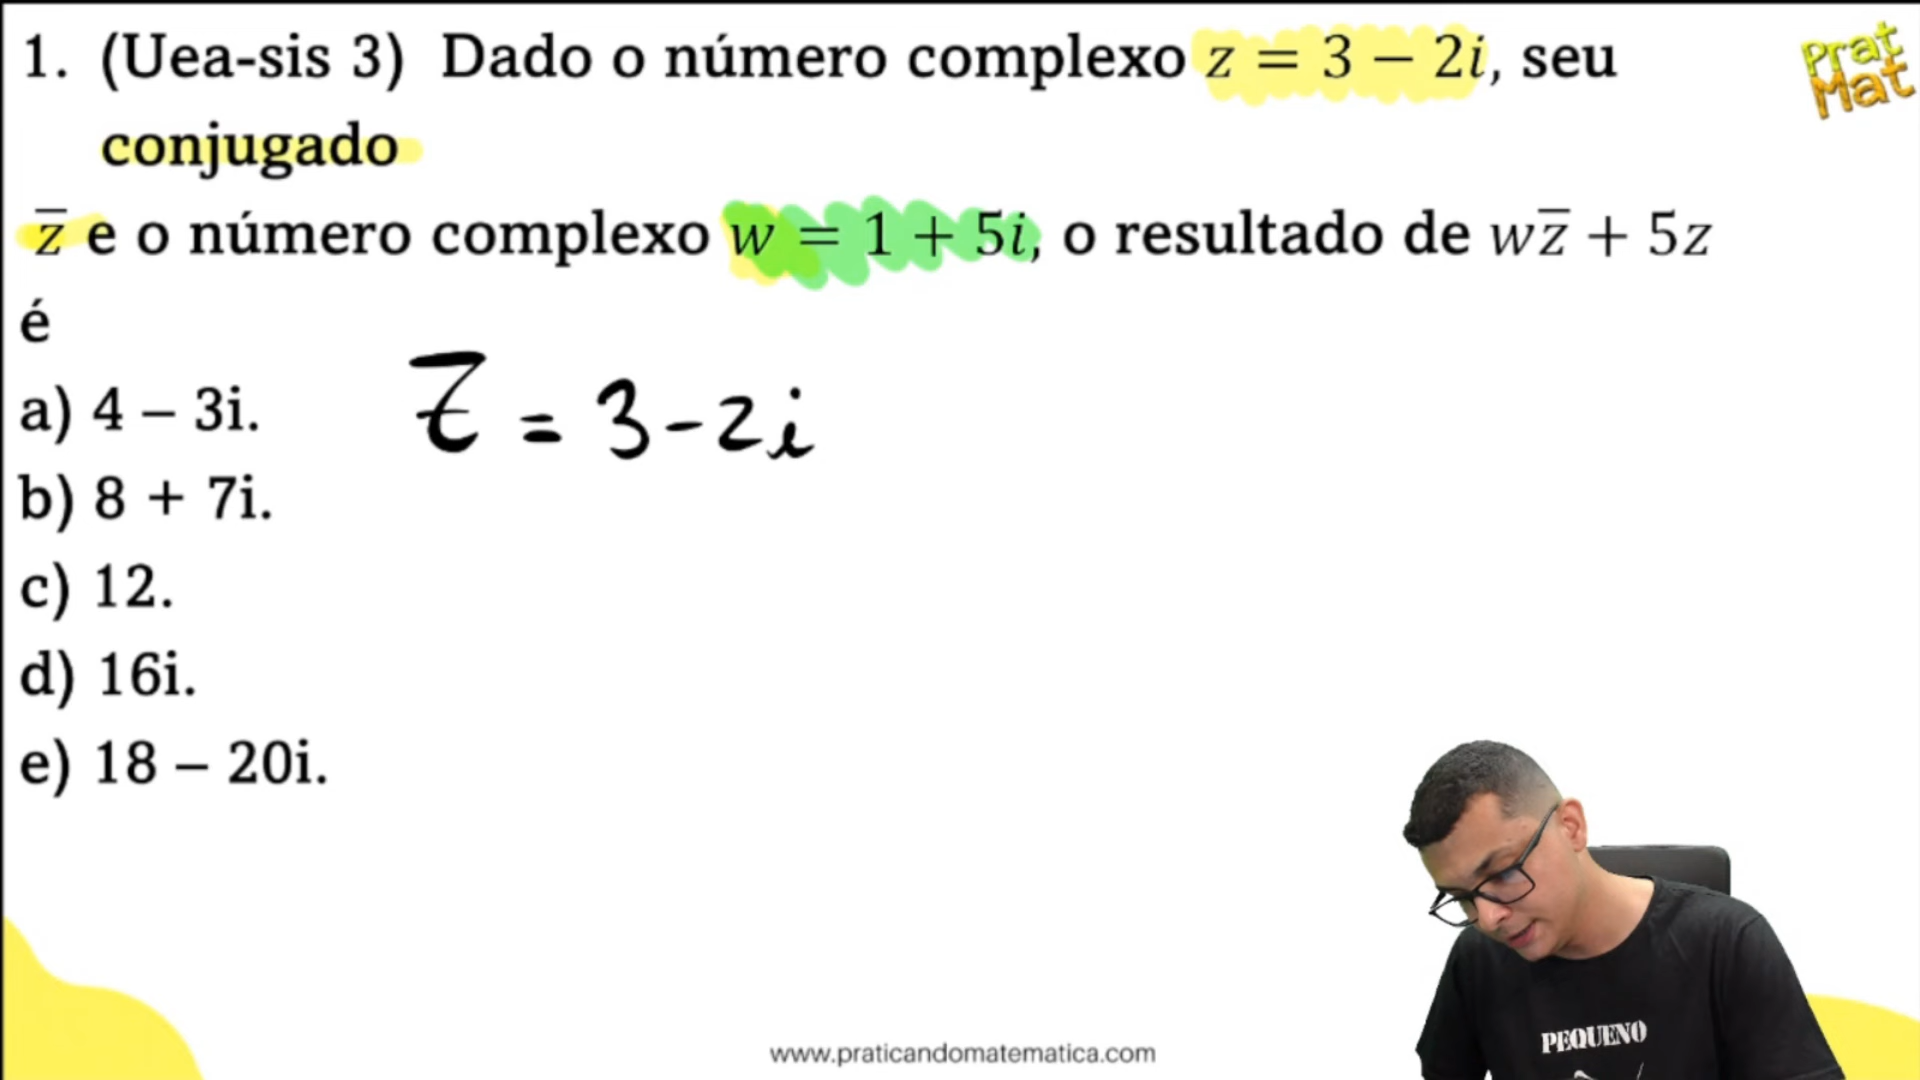 1. (Uea-sis 3) Dado o número complexo z = 3 – 2i, seu
conjugado
z̅ e o número complexo w = 1 + 5i, o resultado de wz̅ + 5z
é
a) 4 – 3i.
b) 8 + 7i.
c) 12.
d) 16i.
e) 18 – 20i.
z̅ = 3 - 2i
Prat
Mat
PEQUENO
www.praticandomatematica.com